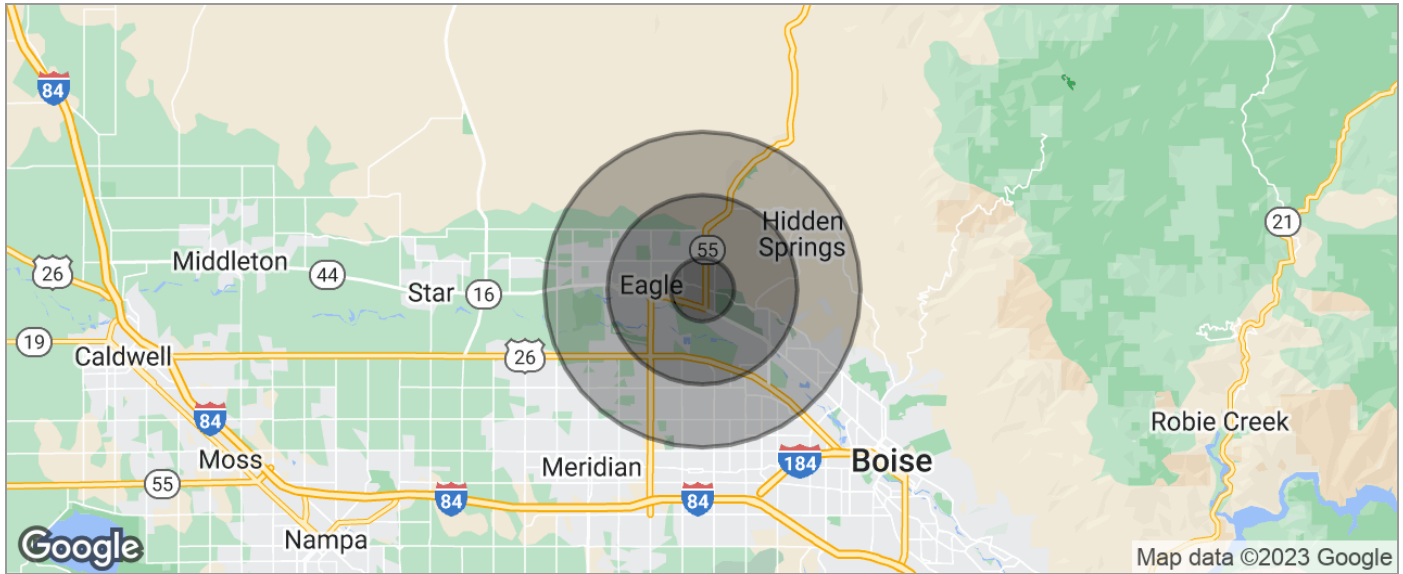 84
Hidden
Springs
21
55
Middleton
26
44
Eagle
Star
16
19
Caldwell
26
84
Robie Creek
Moss
Meridian
184
Boise
55
84
84
Nampa
Google
Map data ©2023 Google